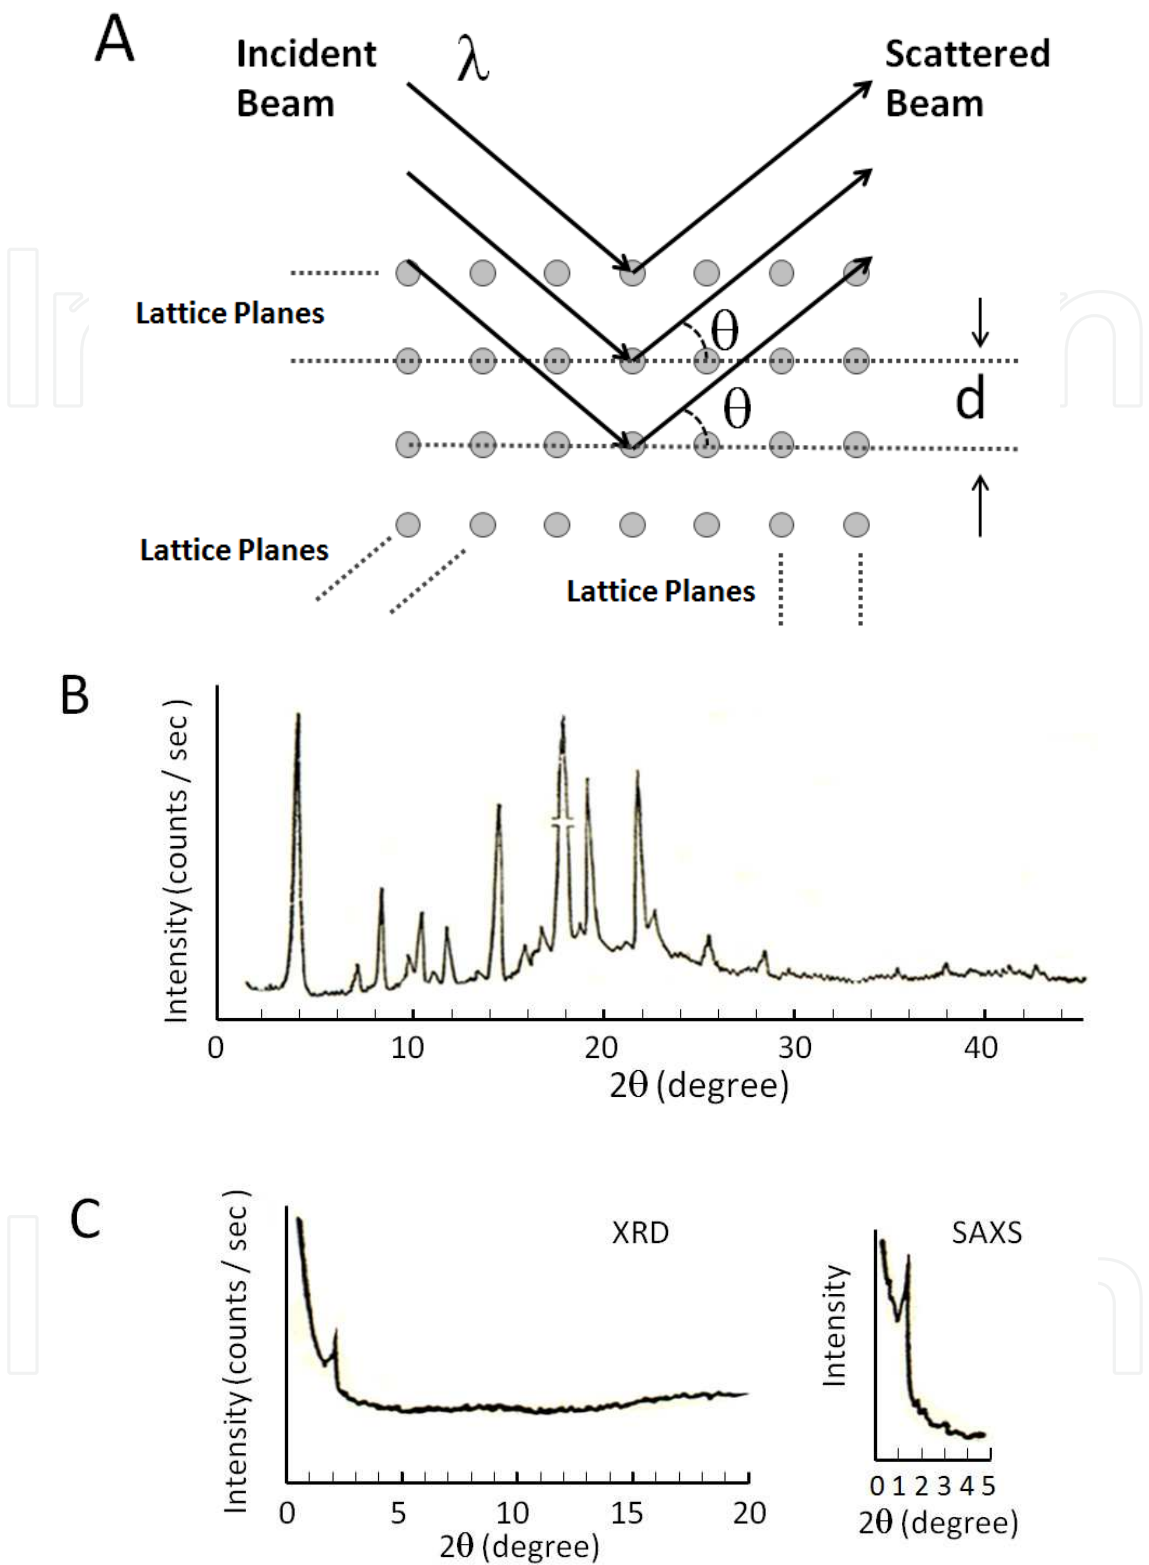 A
Incident
Beam
λ
Scattered
Beam
Lattice Planes
θ
d
θ
Lattice Planes
Lattice Planes
B
Intensity (counts / sec )
0 10 20 30 40
2θ (degree)
C
Intensity (counts / sec )
XRD
0 5 10 15 20
2θ (degree)
SAXS
Intensity
0 1 2 3 4 5
2θ (degree)